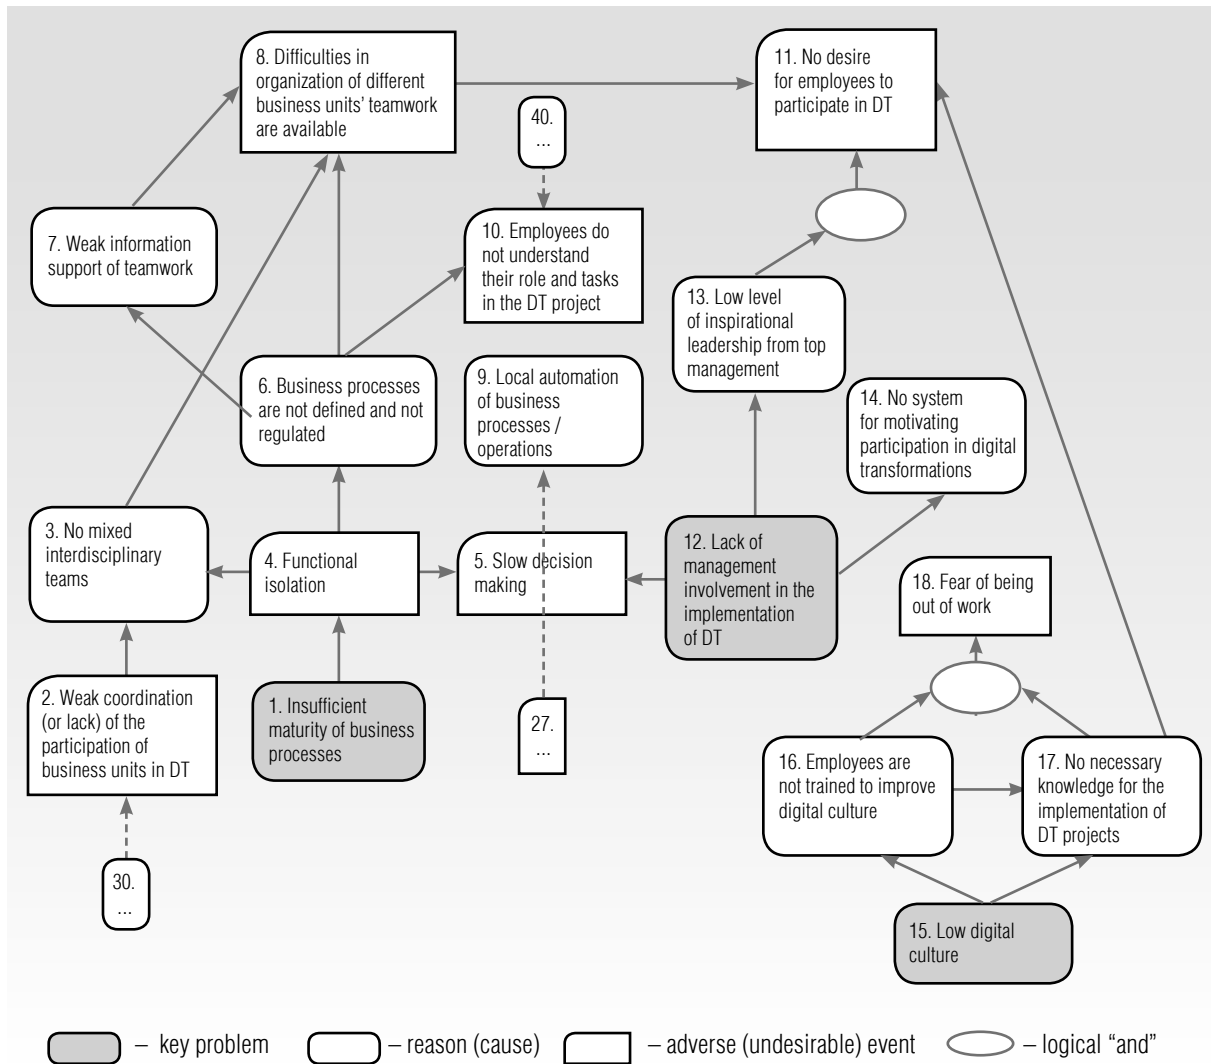 8. Difficulties in
organization of different
business units’ teamwork
are available
11. No desire
for employees to
participate in DT
40.
...
7. Weak information
support of teamwork
10. Employees do
not understand
their role and tasks
in the DT project
13. Low level
of inspirational
leadership from top
management
6. Business processes
are not defined and not
regulated
9. Local automation
of business
processes /
operations
14. No system
for motivating
participation in digital
transformations
3. No mixed
interdisciplinary
teams
4. Functional
isolation
5. Slow decision
making
12. Lack of
management
involvement in the
implementation
of DT
18. Fear of being
out of work
2. Weak coordination
(or lack) of the
participation of
business units in DT
1. Insufficient
maturity of business
processes
27.
...
16. Employees are
not trained to improve
digital culture
17. No necessary
knowledge for the
implementation of
DT projects
30.
...
15. Low digital
culture
– key problem
– reason (cause)
– adverse (undesirable) event
– logical “and”